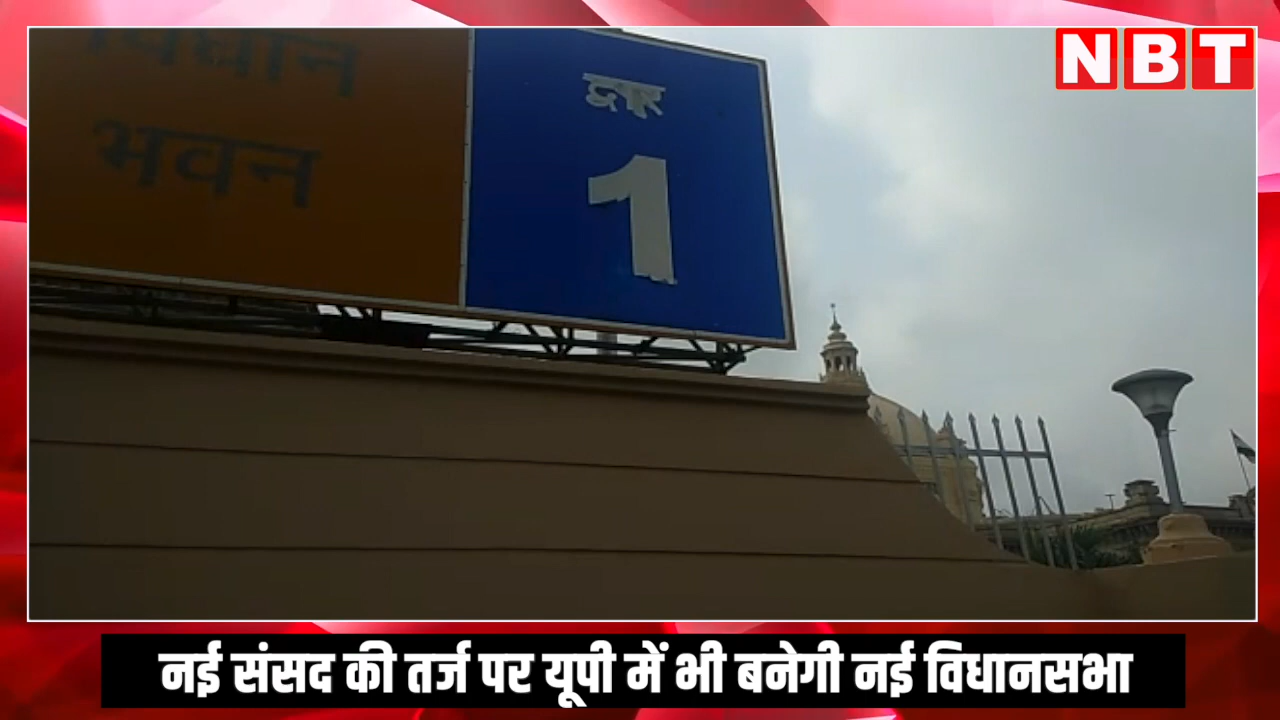 NBT
विधान
भवन
द्वार
1
नई संसद की तर्ज पर यूपी में भी बनेगी नई विधानसभा